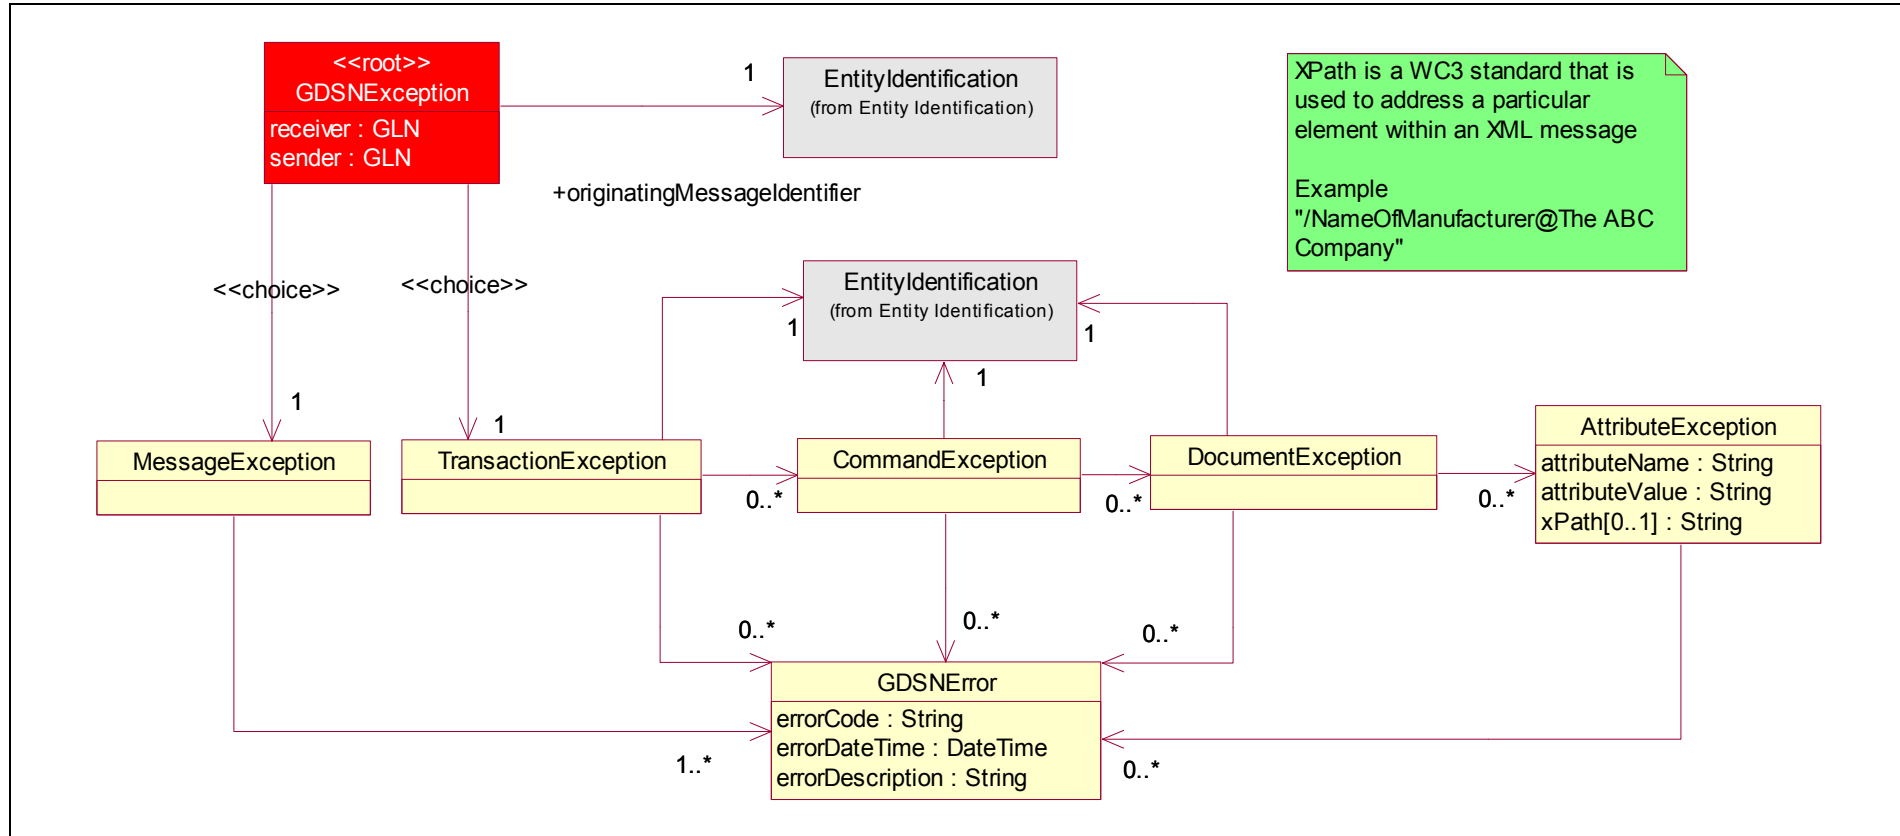 <<root>>
GDSNException
receiver : GLN
sender : GLN
1
EntityIdentification
(from Entity Identification)
+originatingMessageIdentifier
XPath is a WC3 standard that is
used to address a particular
element within an XML message
Example
"/NameOfManufacturer@The ABC
Company"
<<choice>>
<<choice>>
EntityIdentification
(from Entity Identification)
1
1
1
1
1
MessageException
TransactionException
0..*
CommandException
0..*
DocumentException
0..*
AttributeException
attributeName : String
attributeValue : String
xPath[0..1] : String
0..*
0..*
0..*
1..*
0..*
GDSNError
errorCode : String
errorDateTime : DateTime
errorDescription : String